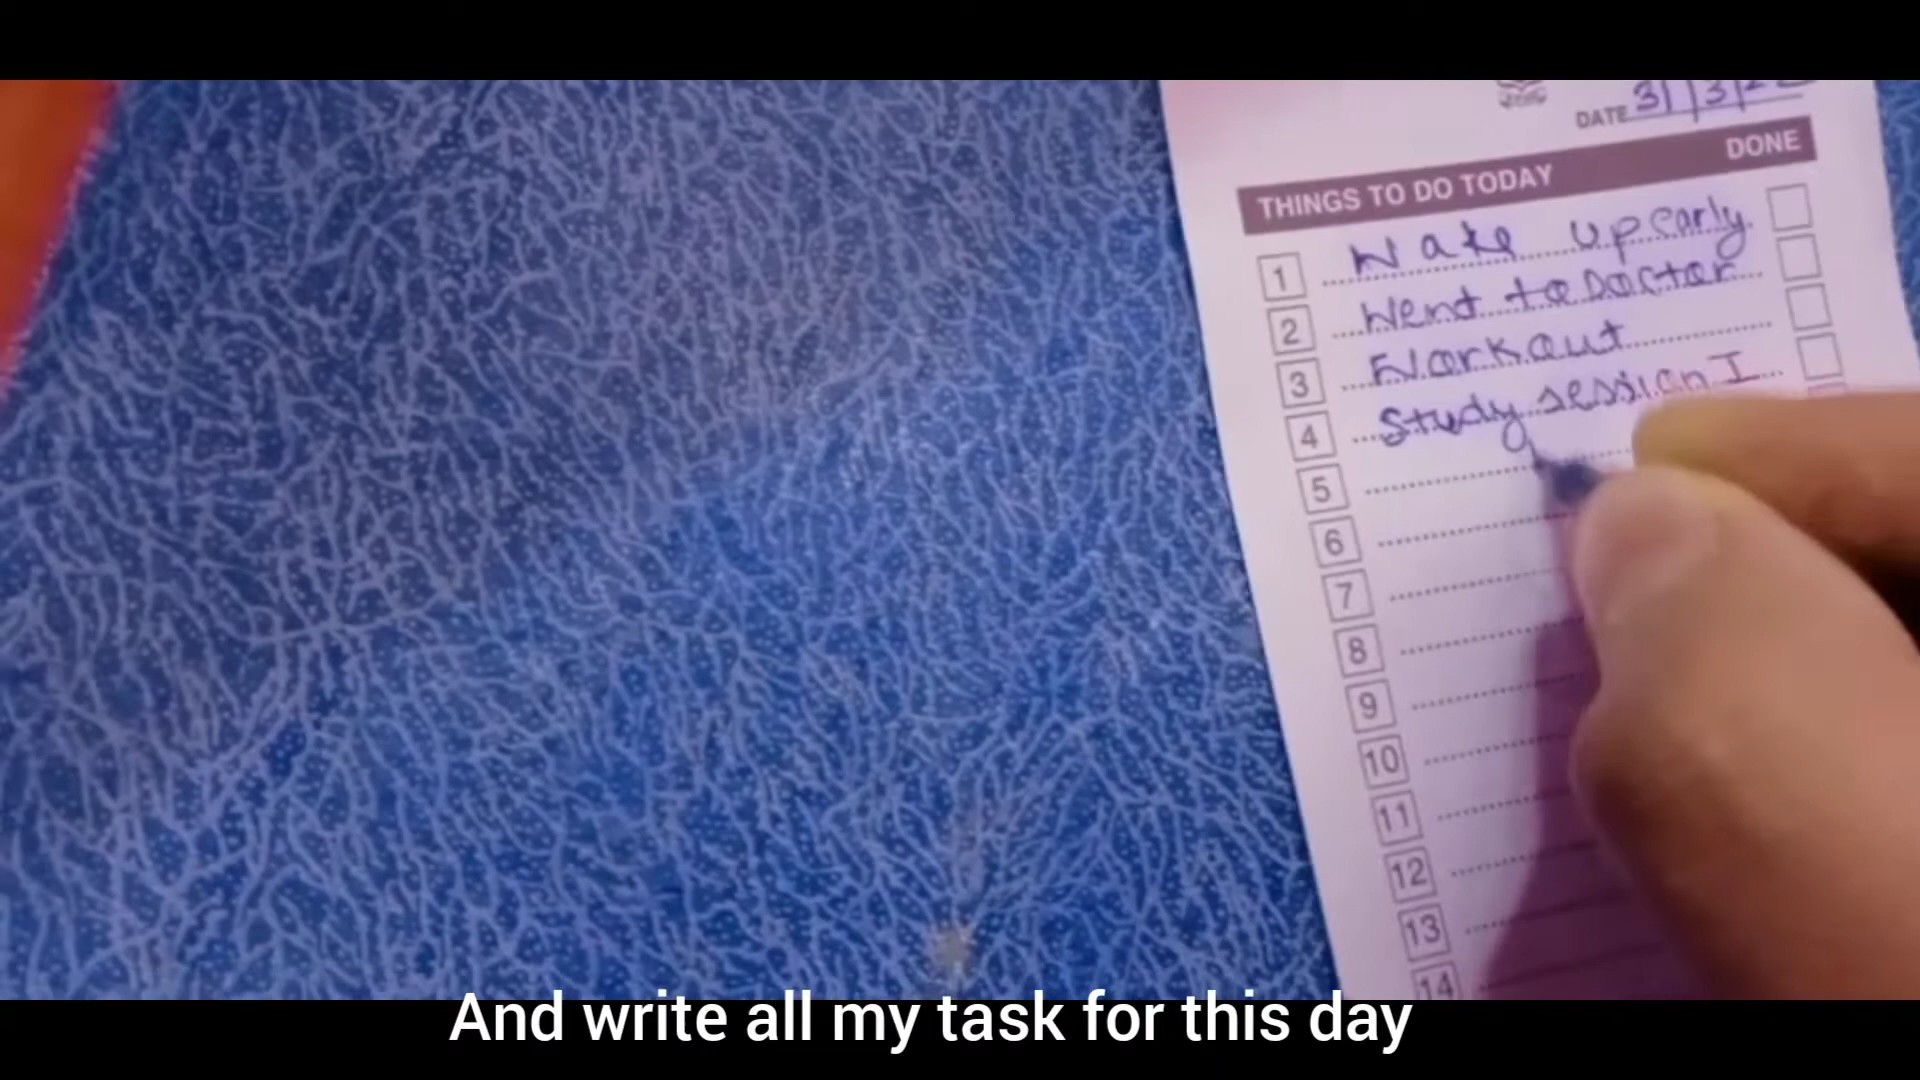 DATE 31/3/22
THINGS TO DO TODAY DONE
1 Wake up early.
2 Went to Doctor
3 Workout
4 Study session I
5
6
7
8
9
10
11
12
13
14
And write all my task for this day